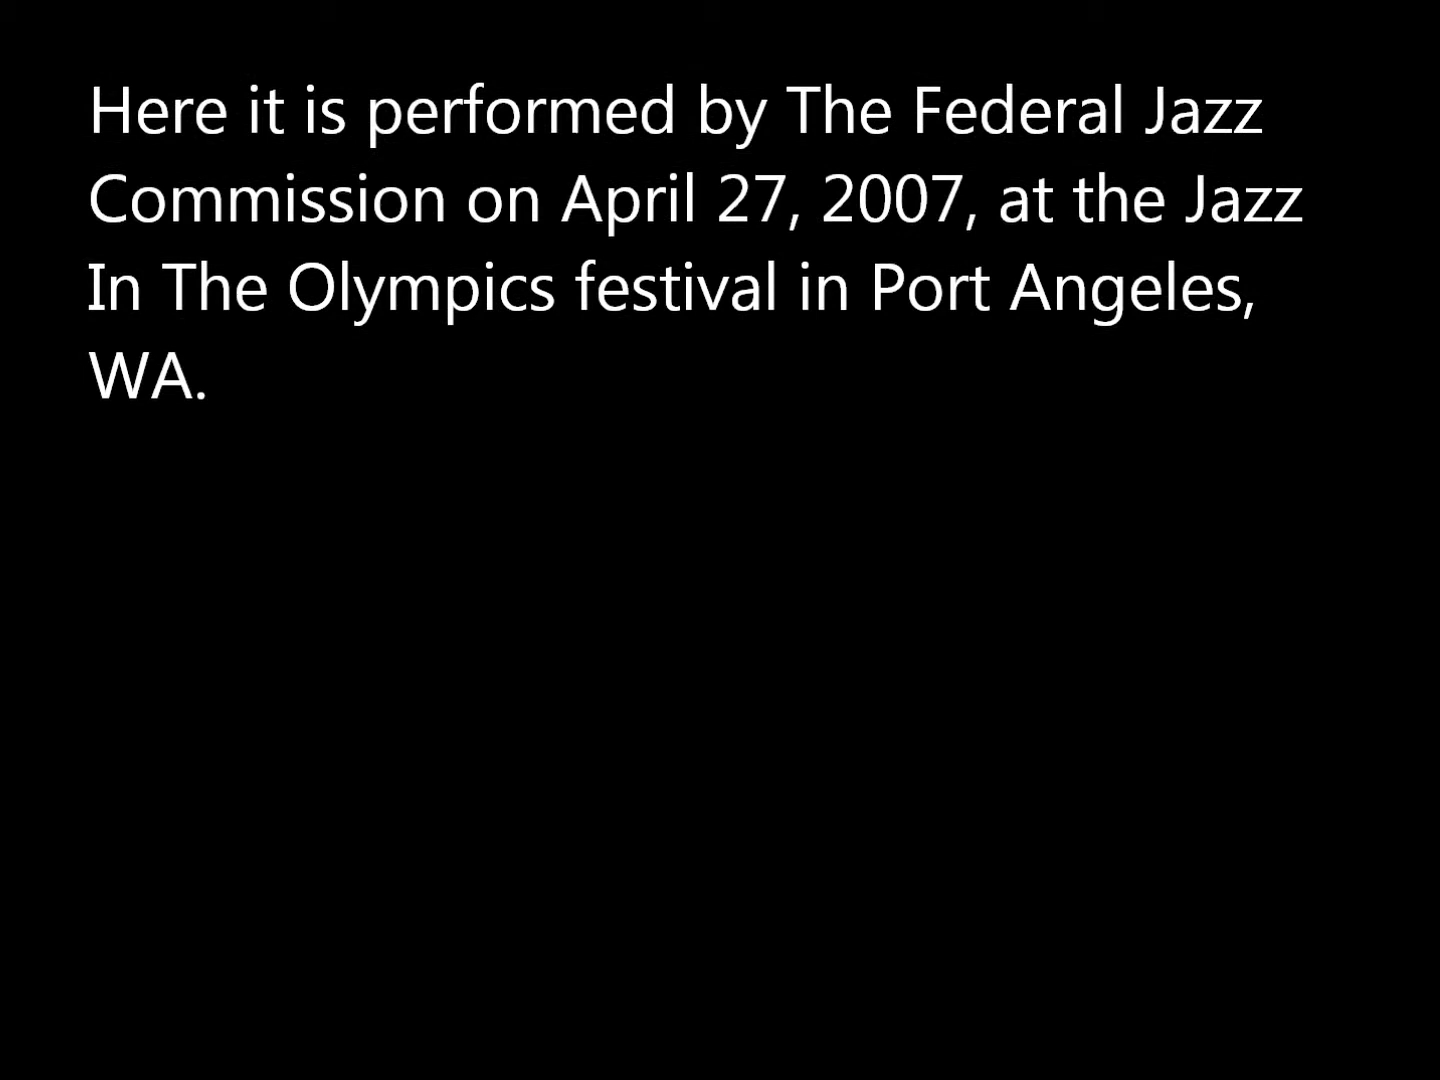 Here it is performed by The Federal Jazz
Commission on April 27, 2007, at the Jazz
In The Olympics festival in Port Angeles,
WA.